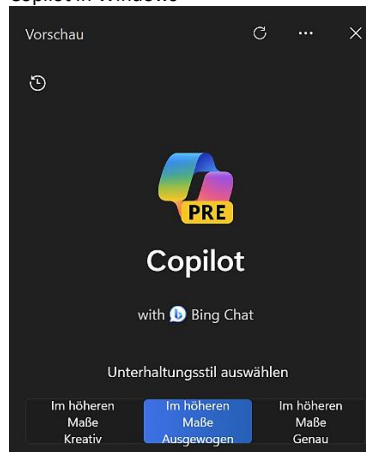 Copilot in Windows
Vorschau
PRE
Copilot
with Bing Chat
Unterhaltungsstil auswählen
Im höheren Maße Kreativ
Im höheren Maße Ausgewogen
Im höheren Maße Genau